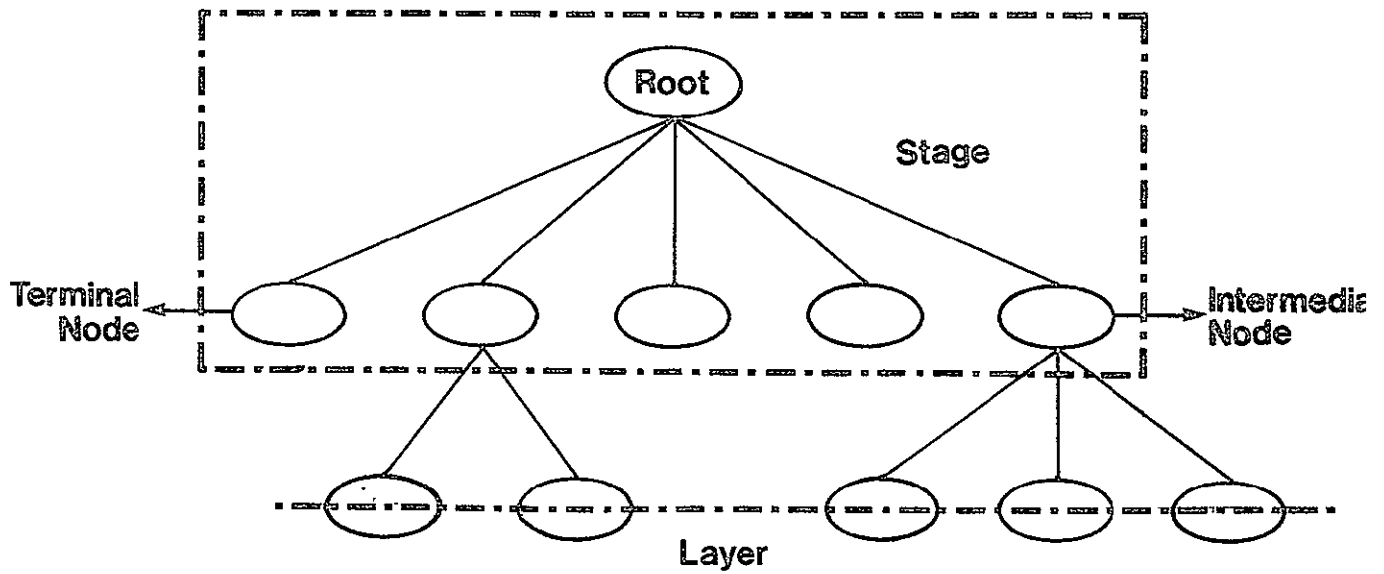 Root
Stage
Terminal
Node
Intermedia
Node
Layer